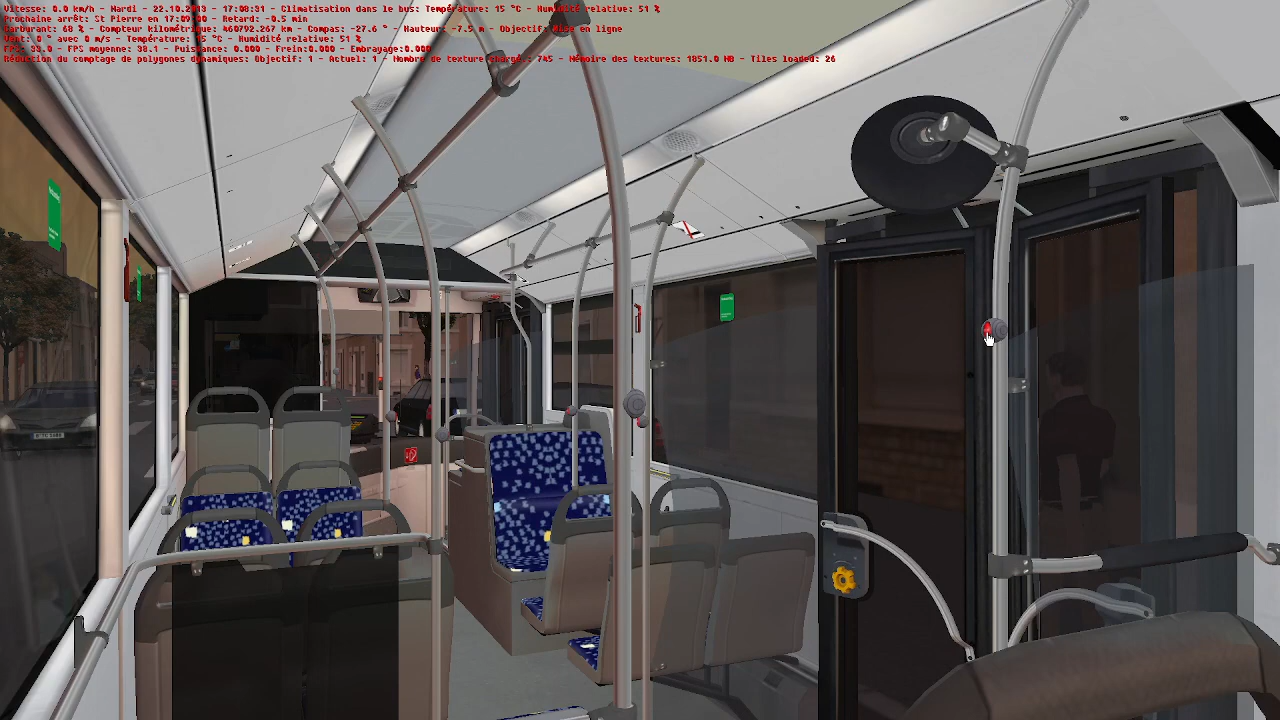 Vitesse: 0.0 km/h - Mardi - 22.10.2013 - 17:08:31 - Climatisation dans le bus: Température: 15 °C - Humidité relative: 51 %
Prochaine arrêt: St Pierre en 17:09:00 - Retard: -0.5 min
Carburant: 68 % - Compteur kilométrique: 460792.267 km - Compas: -27.6 ° - Hauteur: -7.5 m - Objectif: Mise en ligne
Vent: 0 ° avec 0 m/s - Température: 15 °C - Humidité relative: 51 %
FPS: 38.0 - FPS moyenne: 38.1 - Puissance: 0.000 - Frein:0.000 - Embrayage:0.000
Réduction du comptage de polygones dynamiques: Objectif: 1 - Actuel: 1 - Nombre de texture chargé.: 745 - Mémoire des textures: 1851.0 MB - Tiles loaded: 26